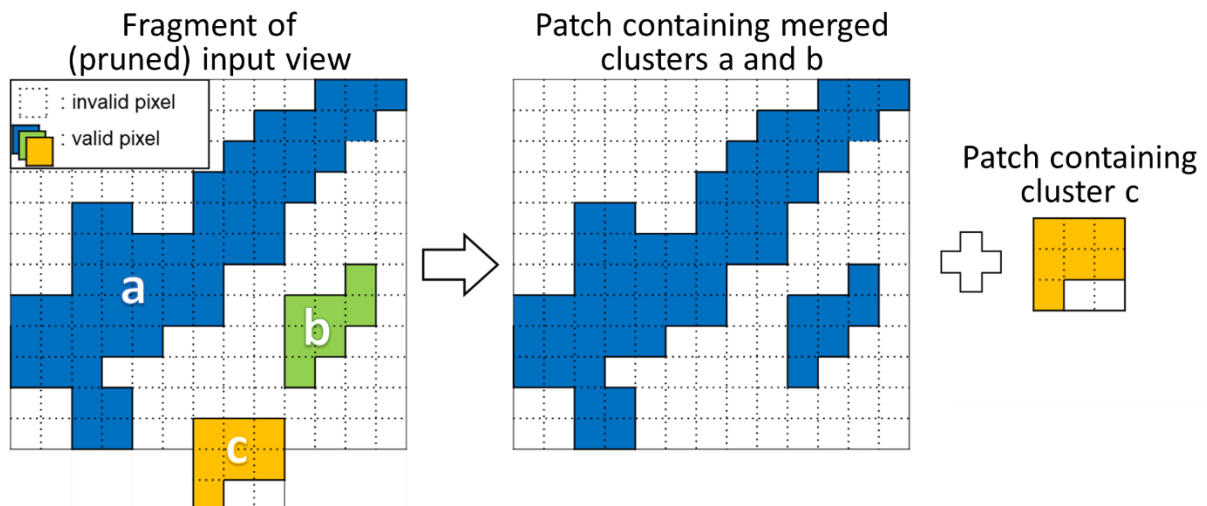 Fragment of
(pruned) input view
: invalid pixel
: valid pixel
a
b
c
Patch containing merged
clusters a and b
Patch containing
cluster c